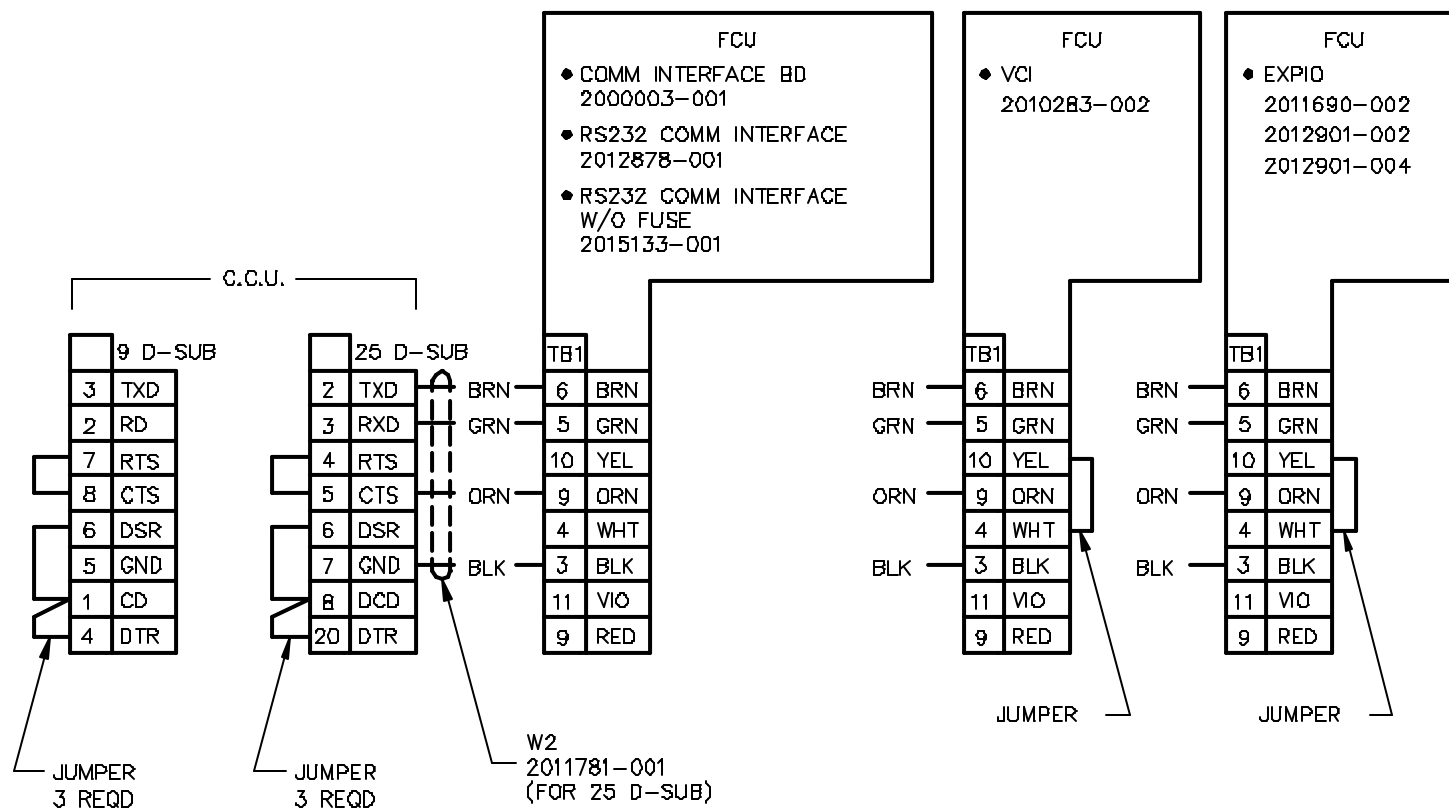 FCU
• COMM INTERFACE BD
2000003-001
• RS232 COMM INTERFACE
2012878-001
• RS232 COMM INTERFACE
W/O FUSE
2015133-001
FCU
• VCI
2010283-002
FCU
• EXPIO
2011690-002
2012901-002
2012901-004
C.C.U.
9 D-SUB
3 TXD
2 RD
7 RTS
8 CTS
6 DSR
5 GND
1 CD
4 DTR
JUMPER
3 REQD
25 D-SUB
2 TXD
3 RXD
4 RTS
5 CTS
6 DSR
7 GND
8 DCD
20 DTR
JUMPER
3 REQD
BRN
GRN
ORN
BLK
W2
2011781-001
(FOR 25 D-SUB)
TB1
6 BRN
5 GRN
10 YEL
9 ORN
4 WHT
3 BLK
11 VIO
9 RED
BRN
GRN
ORN
BLK
TB1
6 BRN
5 GRN
10 YEL
9 ORN
4 WHT
3 BLK
11 VIO
9 RED
JUMPER
BRN
GRN
ORN
BLK
TB1
6 BRN
5 GRN
10 YEL
9 ORN
4 WHT
3 BLK
11 VIO
9 RED
JUMPER